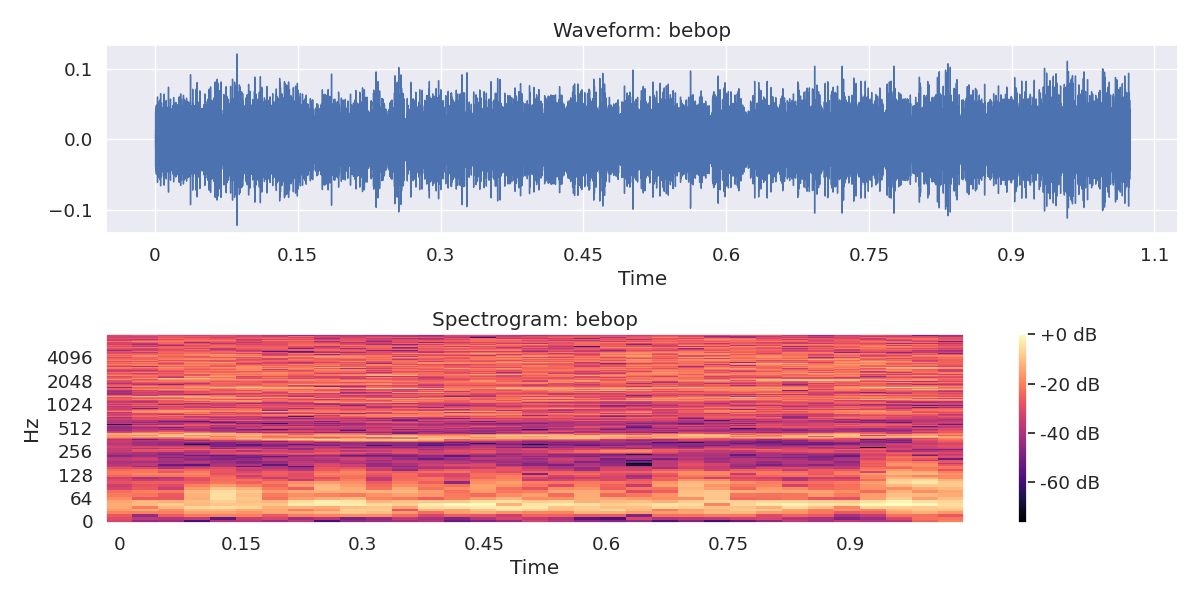 Waveform: bebop
0.1
0.0
−0.1
0 0.15 0.3 0.45 0.6 0.75 0.9 1.1
Time
Spectrogram: bebop
Hz
4096
2048
1024
512
256
128
64
0
0 0.15 0.3 0.45 0.6 0.75 0.9
Time
+0 dB
-20 dB
-40 dB
-60 dB